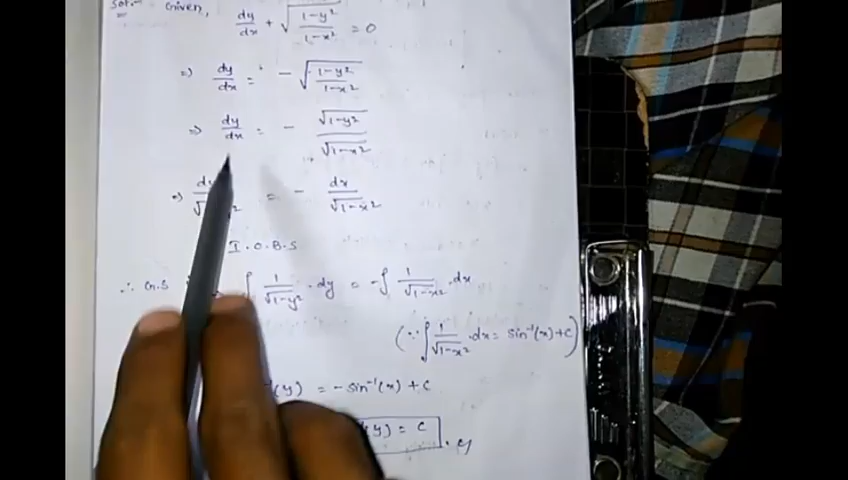 Sol:- Given, dy/dx + √(1-y²/1-x²) = 0
⇒ dy/dx = - √(1-y²/1-x²)
⇒ dy/dx = - √1-y²/√1-x²
⇒ = - dx/√1-x²
I.O.B.S
∴ G.S ∫ 1/√1-y² . dy = -∫ 1/√1-x² . dx
(∵ ∫ 1/√1-x² . dx = sin⁻¹(x)+c)
(y) = -sin⁻¹(x) + c
y) = c